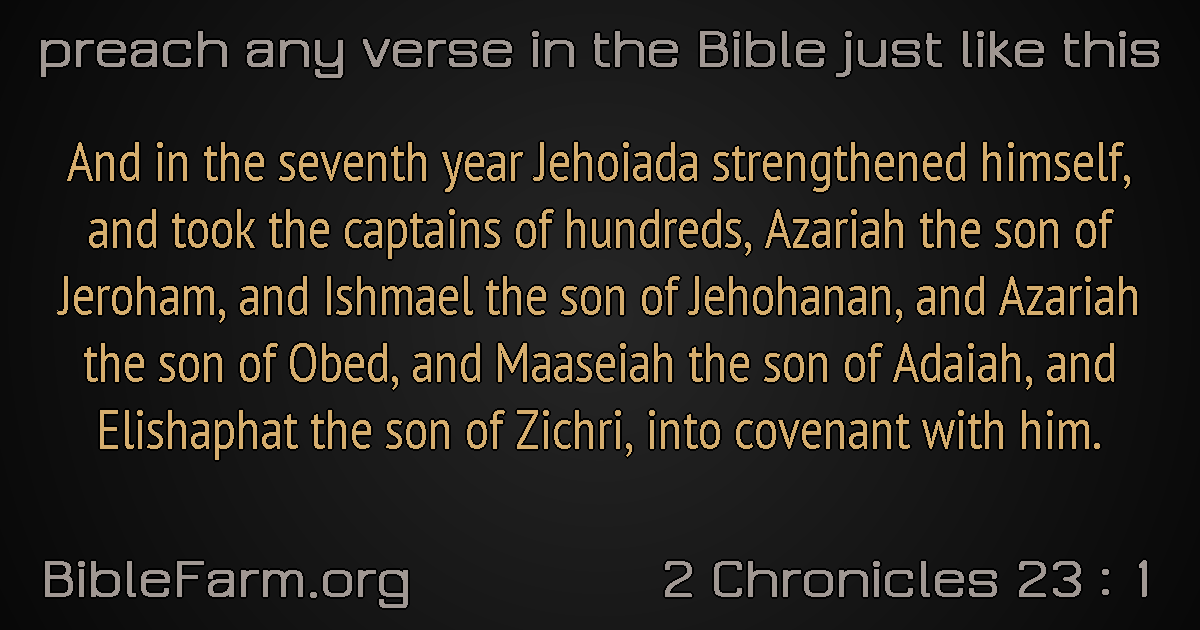 preach any verse in the Bible just like this
And in the seventh year Jehoiada strengthened himself,
and took the captains of hundreds, Azariah the son of
Jeroham, and Ishmael the son of Jehohanan, and Azariah
the son of Obed, and Maaseiah the son of Adaiah, and
Elishaphat the son of Zichri, into covenant with him.
BibleFarm.org
2 Chronicles 23 : 1